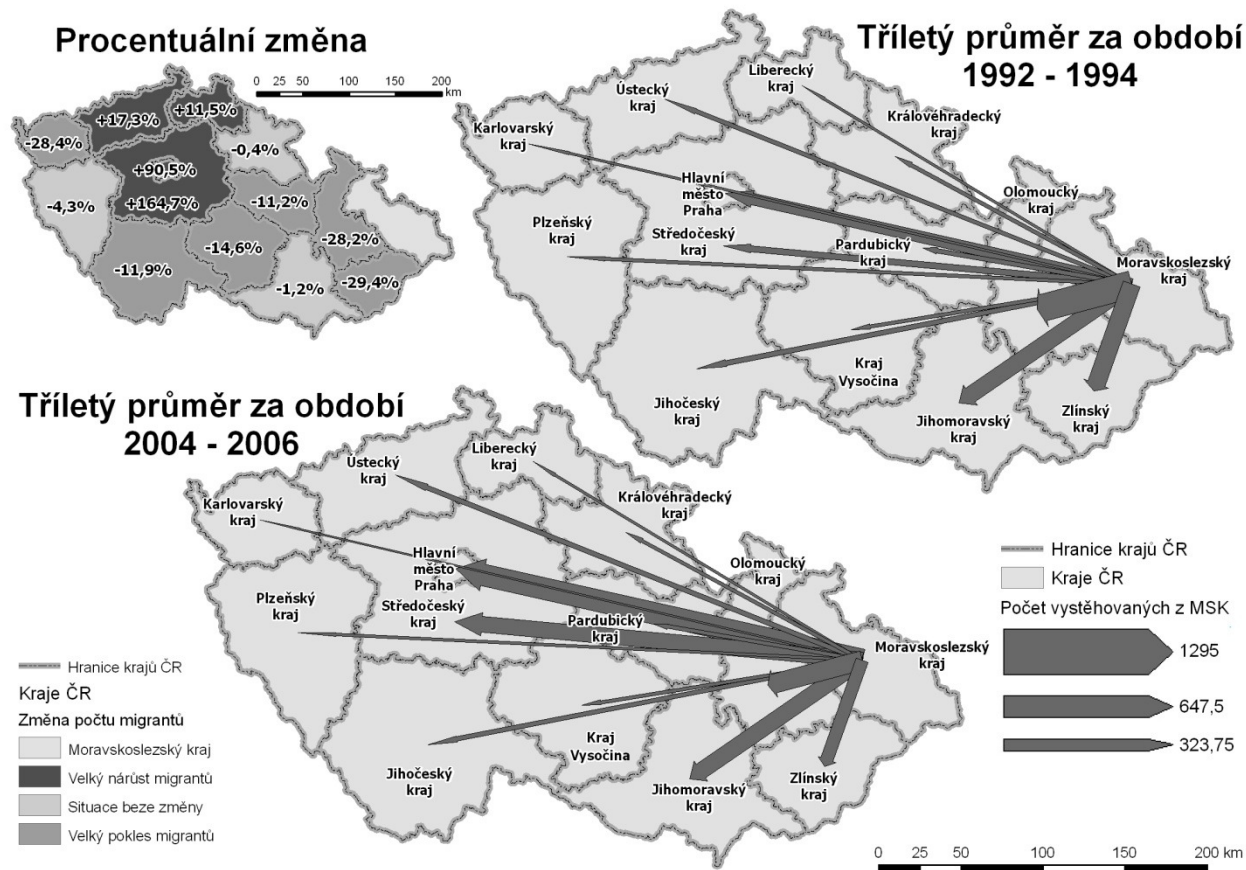 Procentuální změna
0 25 50 100 150 200
km
+17,3%
+11,5%
-28,4%
-0,4%
+90,5%
-4,3%
+164,7%
-11,2%
-14,6%
-28,2%
-11,9%
-1,2%
-29,4%
Tříletý průměr za období
1992 - 1994
Liberecký
kraj
Ústecký
kraj
Královéhradecký
kraj
Karlovarský
kraj
Hlavní
město
Praha
Olomoucký
kraj
Plzeňský
kraj
Středočeský
kraj
Pardubický
kraj
Moravskoslezský
kraj
Kraj
Vysočina
Jihočeský
kraj
Jihomoravský
kraj
Zlínský
kraj
Tříletý průměr za období
2004 - 2006
Liberecký
kraj
Ústecký
kraj
Královéhradecký
kraj
Karlovarský
kraj
Hlavní
město
Praha
Olomoucký
kraj
Plzeňský
kraj
Středočeský
kraj
Pardubický
kraj
Moravskoslezský
kraj
Kraj
Vysočina
Jihočeský
kraj
Jihomoravský
kraj
Zlínský
kraj
Hranice krajů ČR
Kraje ČR
Změna počtu migrantů
Moravskoslezský kraj
Velký nárůst migrantů
Situace beze změny
Velký pokles migrantů
Hranice krajů ČR
Kraje ČR
Počet vystěhovaných z MSK
1295
647,5
323,75
0 25 50 100 150 200 km